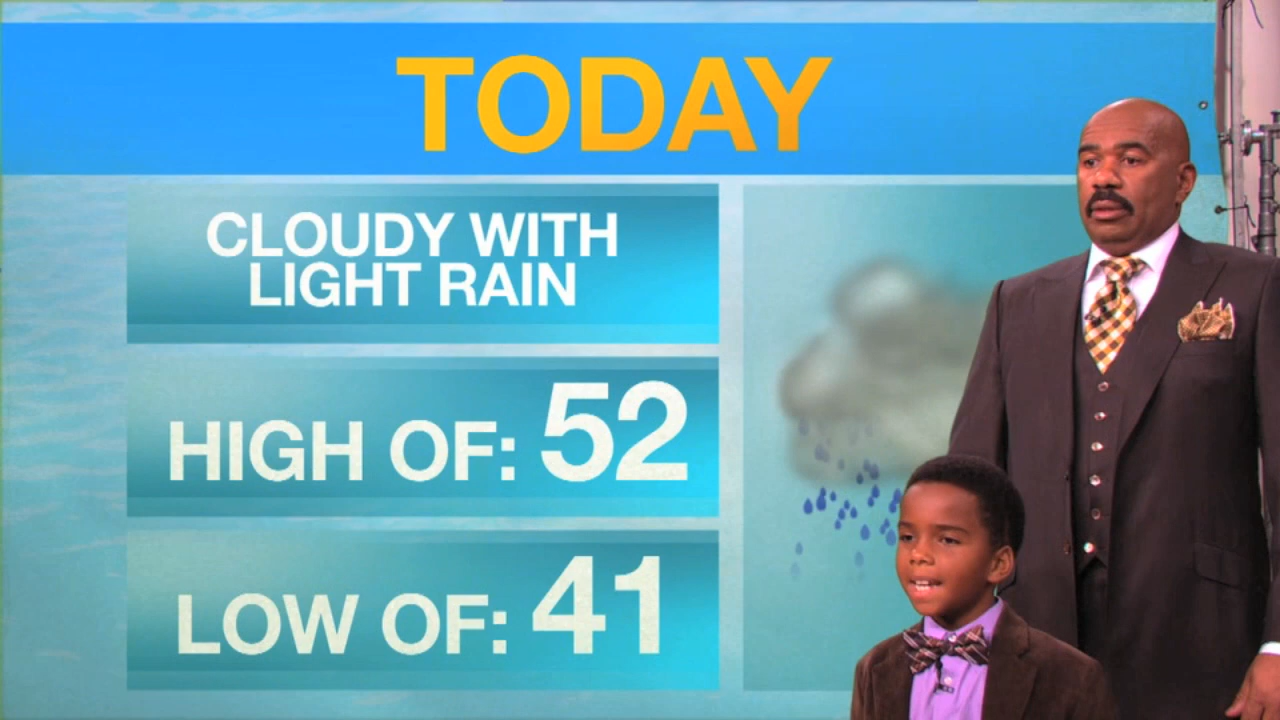 TODAY
CLOUDY WITH
LIGHT RAIN
HIGH OF: 52
LOW OF: 41